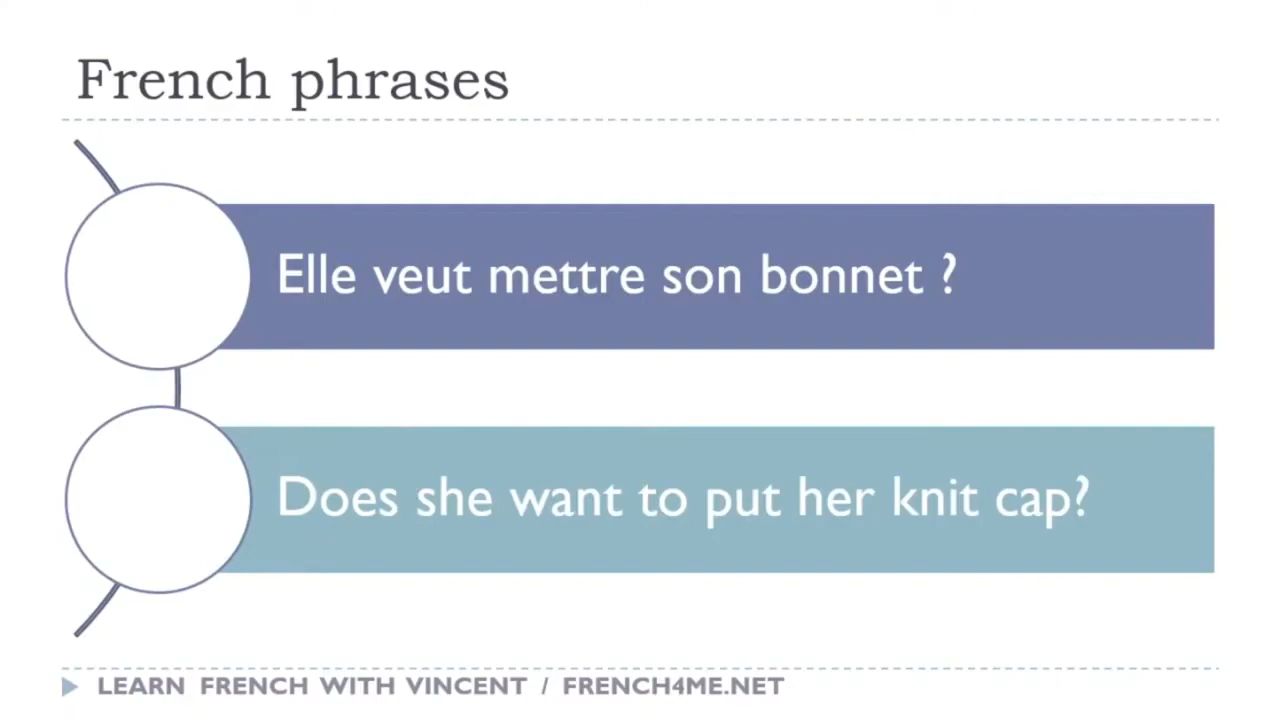 French phrases
Elle veut mettre son bonnet ?
Does she want to put her knit cap?
LEARN FRENCH WITH VINCENT / FRENCH4ME.NET